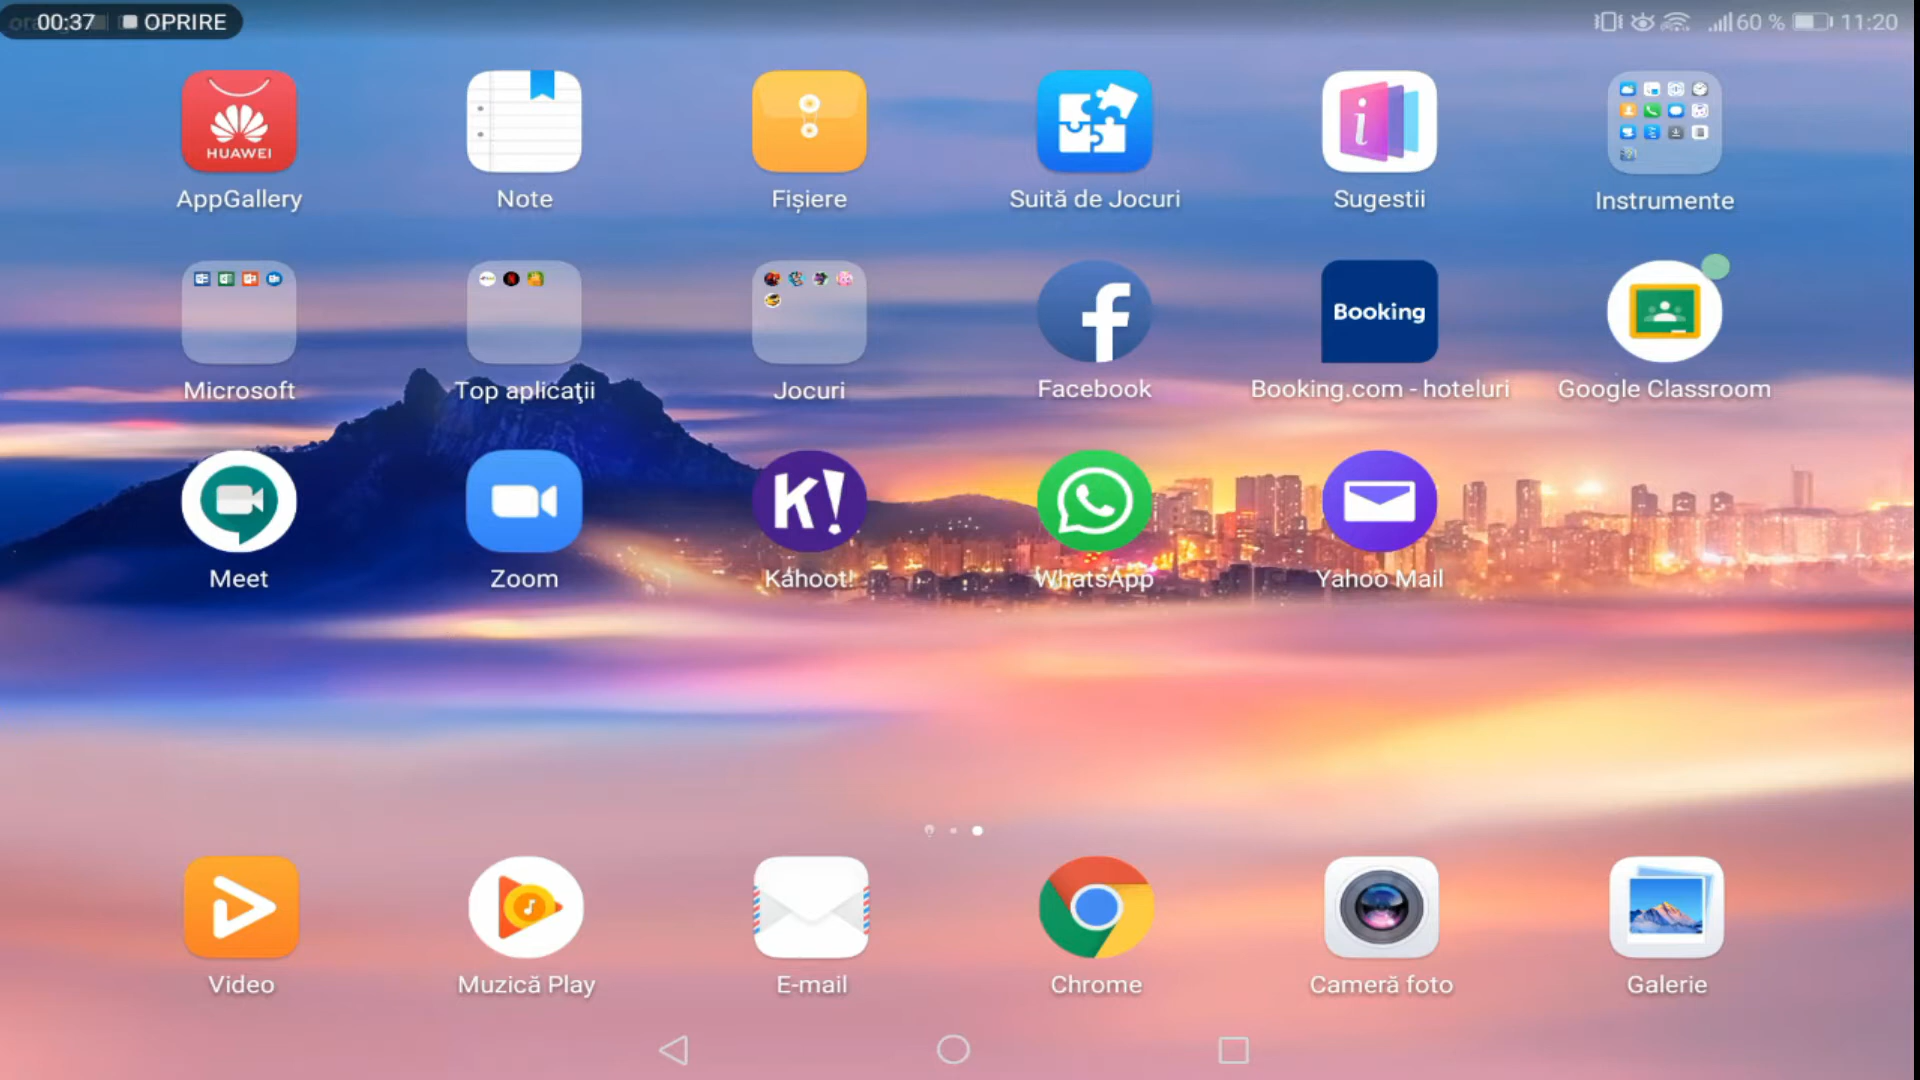 00:37 OPRIRE
60 % 11:20
HUAWEI
AppGallery
Note
Fișiere
Suită de Jocuri
i
Sugestii
Instrumente
Microsoft
Top aplicații
Jocuri
f
Facebook
Booking
Booking.com - hoteluri
Google Classroom
Meet
Zoom
K!
Kahoot!
WhatsApp
Yahoo Mail
Video
Muzică Play
E-mail
Chrome
Cameră foto
Galerie